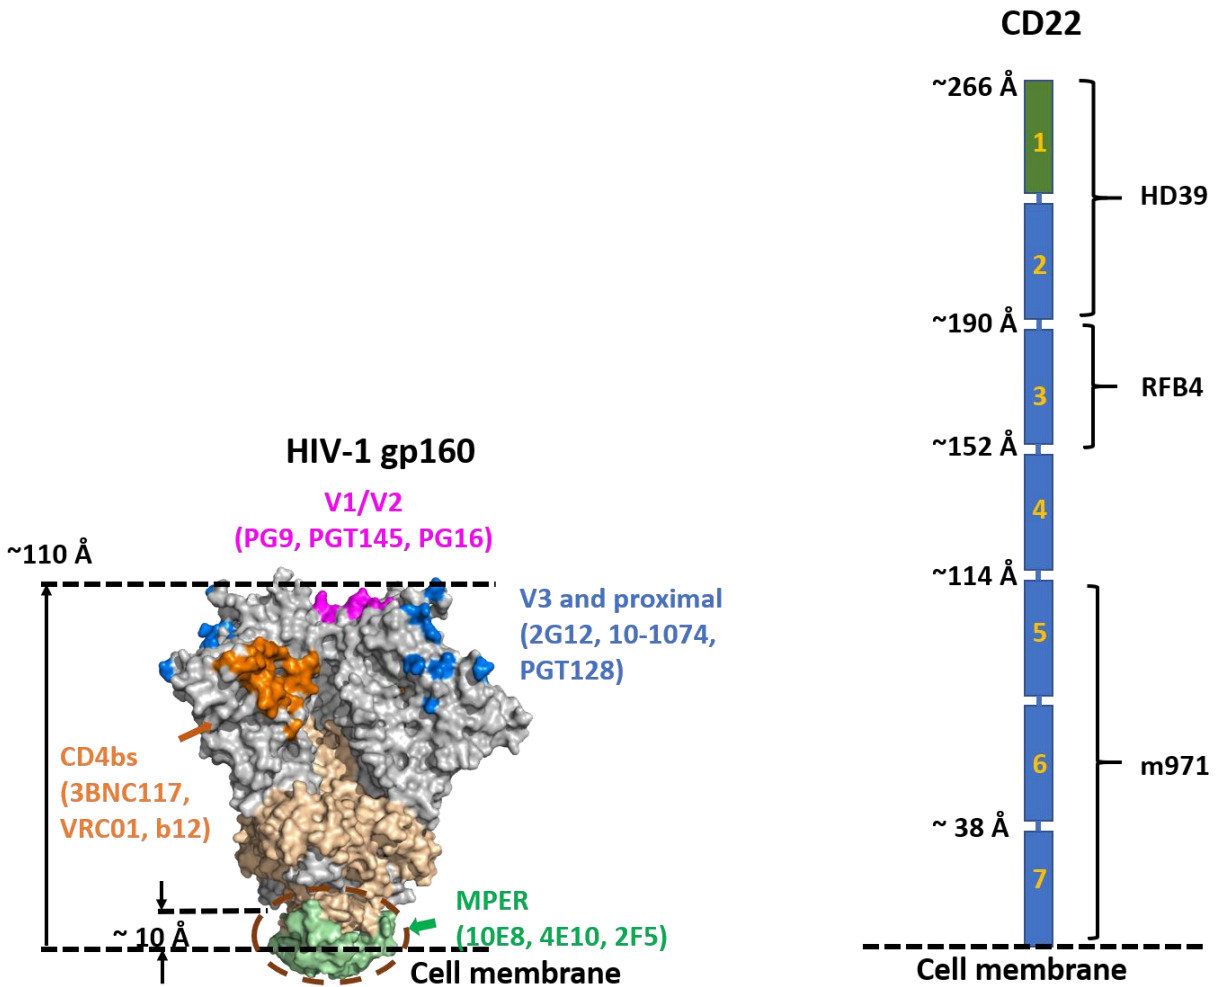 CD22
~266 Å
1
HD39
2
~190 Å
3
RFB4
~152 Å
4
~114 Å
5
6
m971
~ 38 Å
7
Cell membrane
HIV-1 gp160
V1/V2
(PG9, PGT145, PG16)
~110 Å
V3 and proximal
(2G12, 10-1074,
PGT128)
CD4bs
(3BNC117,
VRC01, b12)
MPER
(10E8, 4E10, 2F5)
~ 10 Å
Cell membrane